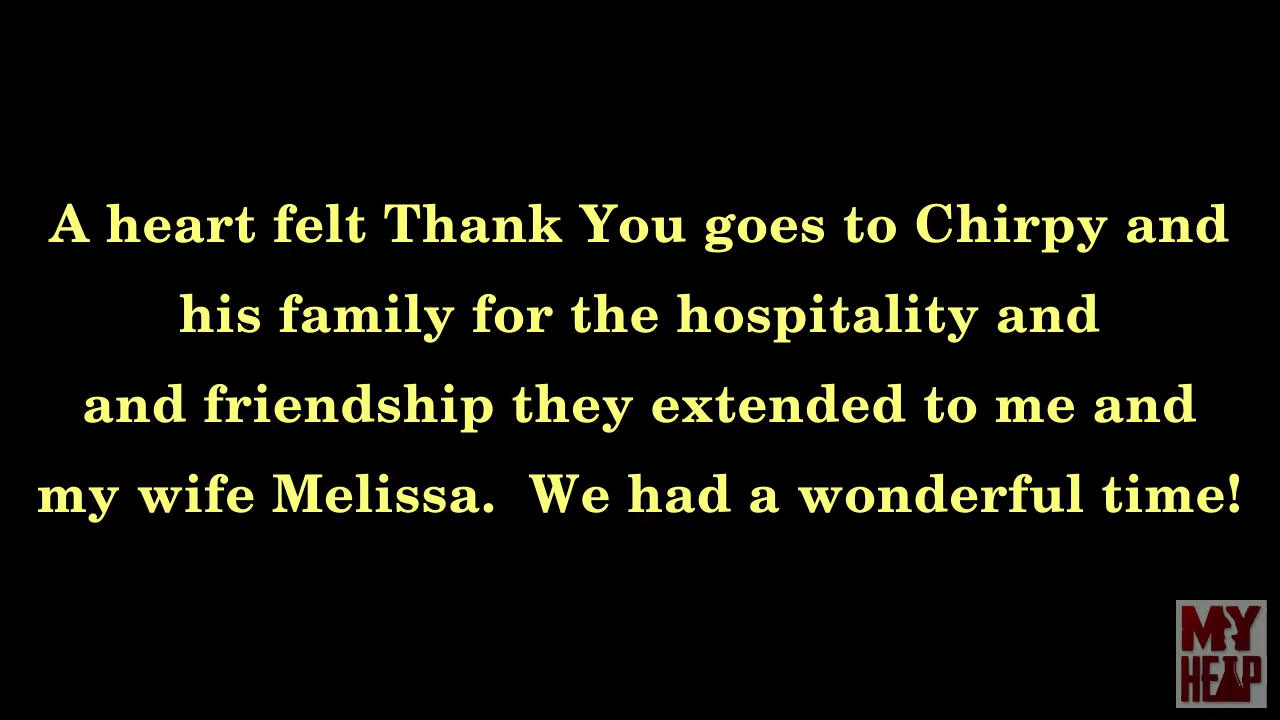 A heart felt Thank You goes to Chirpy and
his family for the hospitality and
and friendship they extended to me and
my wife Melissa.  We had a wonderful time!
MY
HEAP